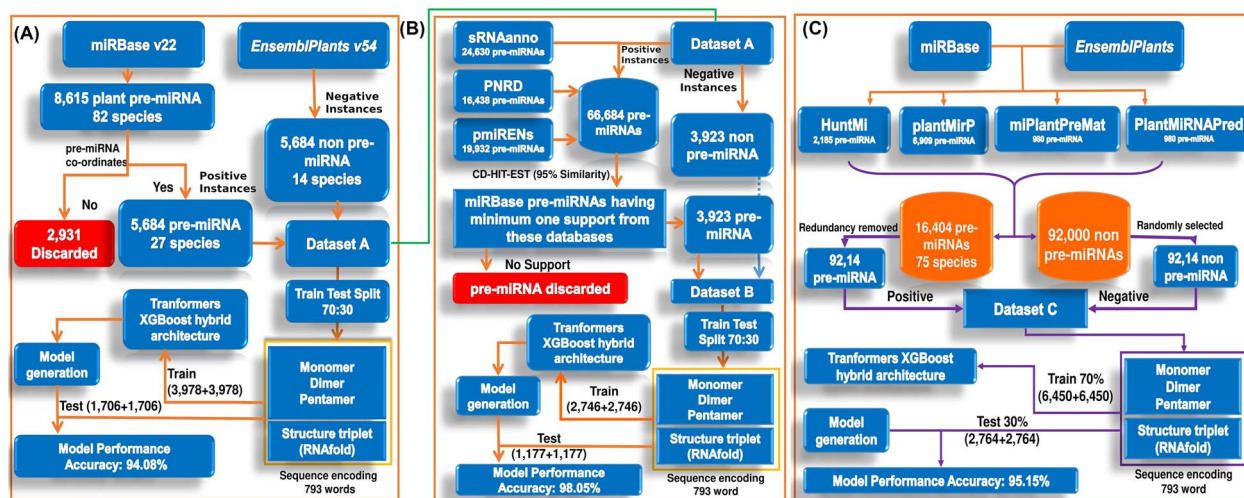 (A)
miRBase v22
EnsemblPlants v54
8,615 plant pre-miRNA
82 species
Negative
Instances
pre-miRNA
co-ordinates
5,684 non pre-
miRNA
14 species
Yes
Positive
Instances
No
2,931
Discarded
5,684 pre-miRNA
27 species
Dataset A
Train Test Split
70:30
Tranformers
XGBoost hybrid
architecture
Model
generation
Train
(3,978+3,978)
Monomer
Dimer
Pentamer
Test (1,706+1,706)
Structure triplet
(RNAfold)
Model Performance
Accuracy: 94.08%
Sequence encoding
793 words
(B)
sRNAanno
24,630 pre-miRNAs
Positive
Instances
Dataset A
PNRD
16,438 pre-miRNAs
Negative
Instances
66,684 pre-
miRNAs
pmiRENs
19,932 pre-miRNAs
3,923 non
pre-miRNA
CD-HIT-EST (95% Similarity)
miRBase pre-miRNAs having
minimum one support from
these databases
3,923 pre-
miRNA
No Support
pre-miRNA discarded
Dataset B
Tranformers
XGBoost hybrid
architecture
Train Test
Split 70:30
Model
generation
Train
(2,746+2,746)
Monomer
Dimer
Pentamer
Test
(1,177+1,177)
Structure triplet
(RNAfold)
Model Performance
Accuracy: 98.05%
Sequence encoding
793 word
(C)
miRBase
EnsemblPlants
HuntMi
2,185 pre-miRNA
plantMirP
6,909 pre-miRNA
miPlantPreMat
980 pre-miRNA
PlantMiRNAPred
980 pre-miRNA
Redundancy removed
16,404 pre-
miRNAs
75 species
92,000 non
pre-miRNAs
Randomly selected
92,14
pre-miRNA
92,14 non
pre-miRNA
Positive
Dataset C
Negative
Tranformers XGBoost
hybrid architecture
Train 70%
(6,450+6,450)
Monomer
Dimer
Pentamer
Model
generation
Test 30%
(2,764+2,764)
Structure triplet
(RNAfold)
Model Performance Accuracy: 95.15%
Sequence encoding
793 word